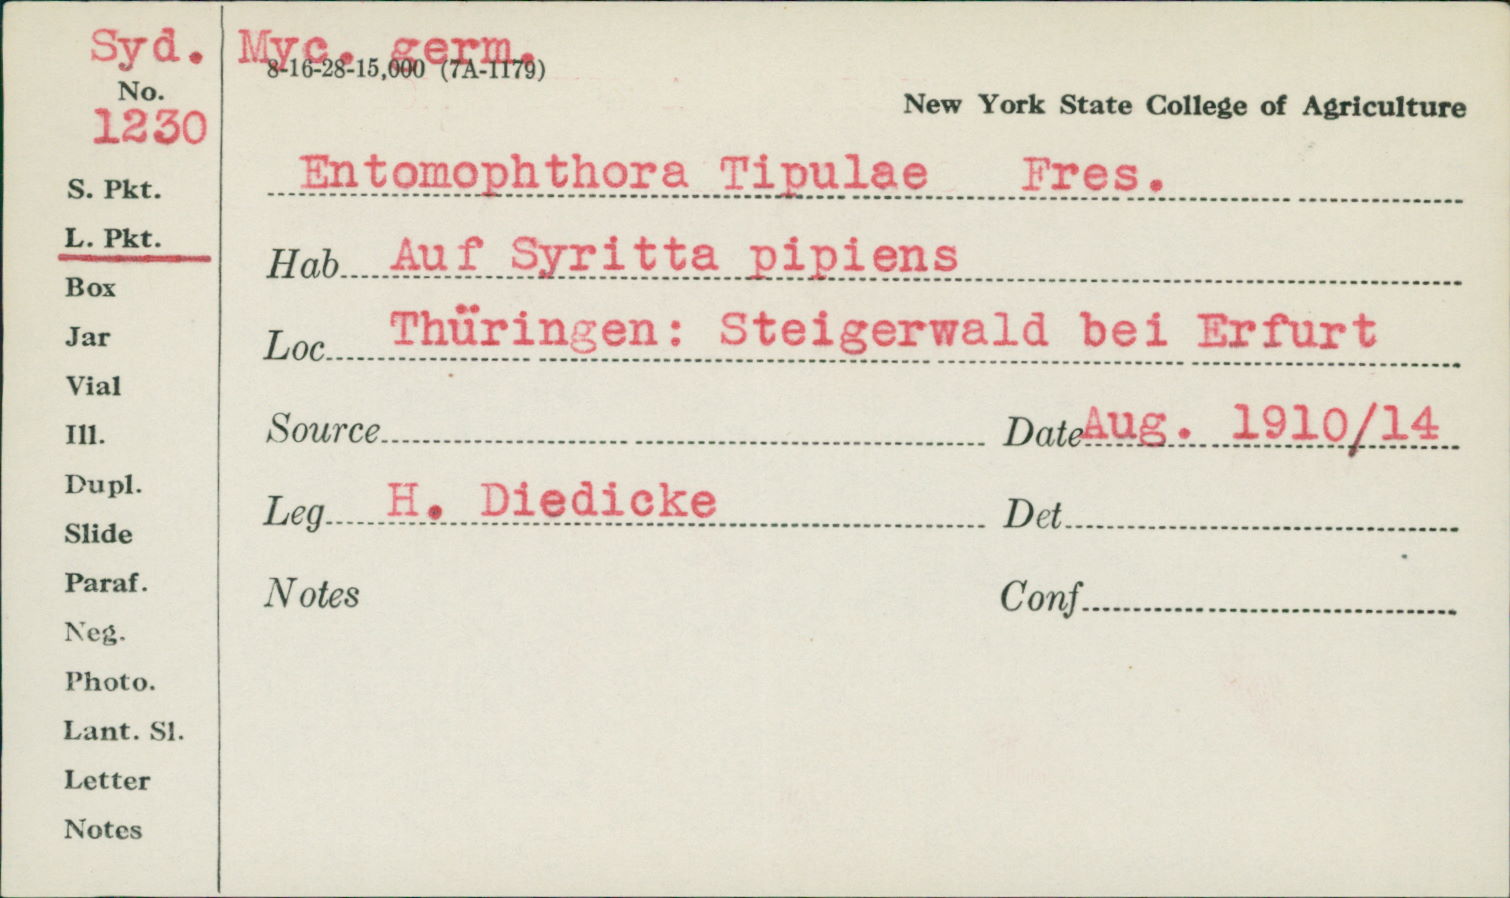 Syd. Myc. germ.
8-16-28-15,000 (7A-1179)
No.
1230
New York State College of Agriculture
Entomophthora Tipulae Fres.
Hab. Auf Syritta pipiens
Loc. Thüringen: Steigerwald bei Erfurt
Source
Date Aug. 1910/14
Leg. H. Diedicke
Det.
Notes
Conf.
S. Pkt.
L. Pkt.
Box
Jar
Vial
Ill.
Dupl.
Slide
Paraf.
Neg.
Photo.
Lant. Sl.
Letter
Notes